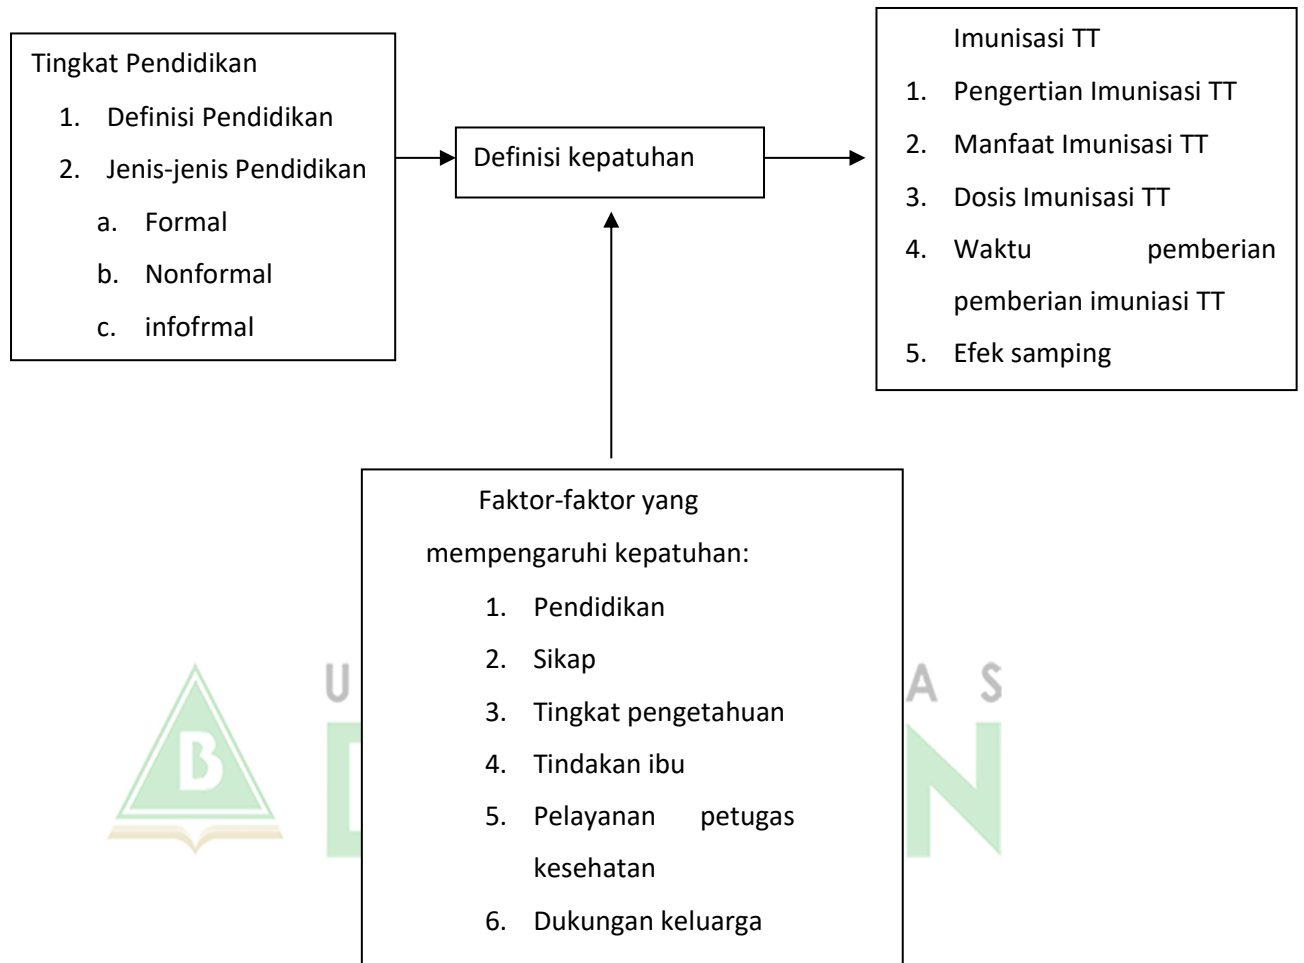 Tingkat Pendidikan
1. Definisi Pendidikan
2. Jenis-jenis Pendidikan
a. Formal
b. Nonformal
c. infofrmal
Definisi kepatuhan
Imunisasi TT
1. Pengertian Imunisasi TT
2. Manfaat Imunisasi TT
3. Dosis Imunisasi TT
4. Waktu pemberian
pemberian imuniasi TT
5. Efek samping
Faktor-faktor yang
mempengaruhi kepatuhan:
1. Pendidikan
2. Sikap
3. Tingkat pengetahuan
4. Tindakan ibu
5. Pelayanan petugas
kesehatan
6. Dukungan keluarga
B